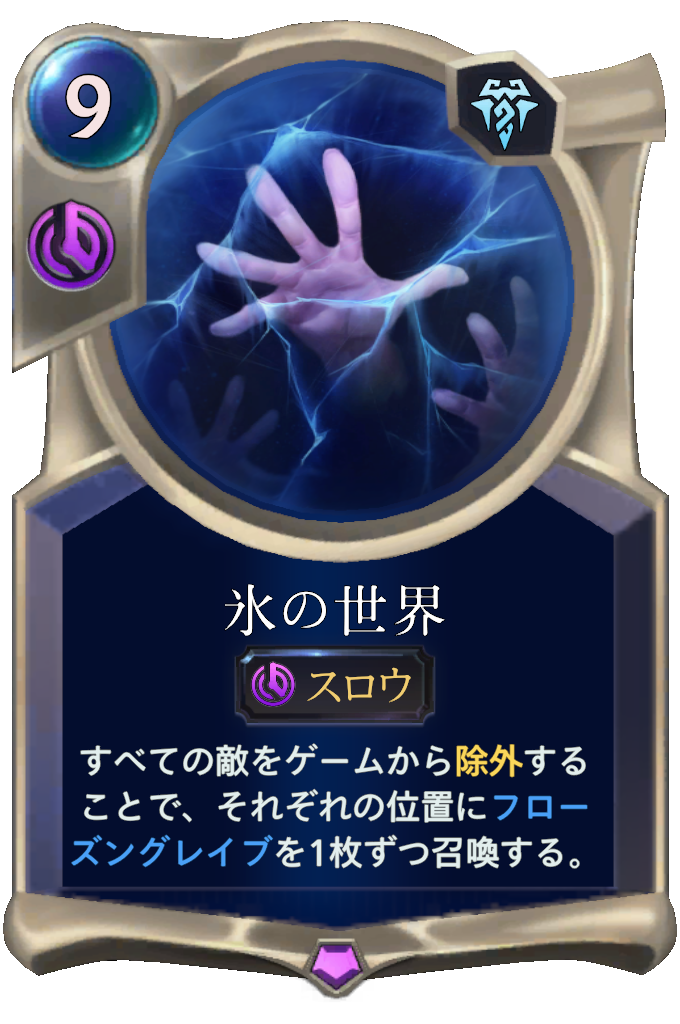 9
氷の世界
スロウ
すべての敵をゲームから除外する
ことで、それぞれの位置にフロー
ズングレイブを1枚ずつ召喚する。